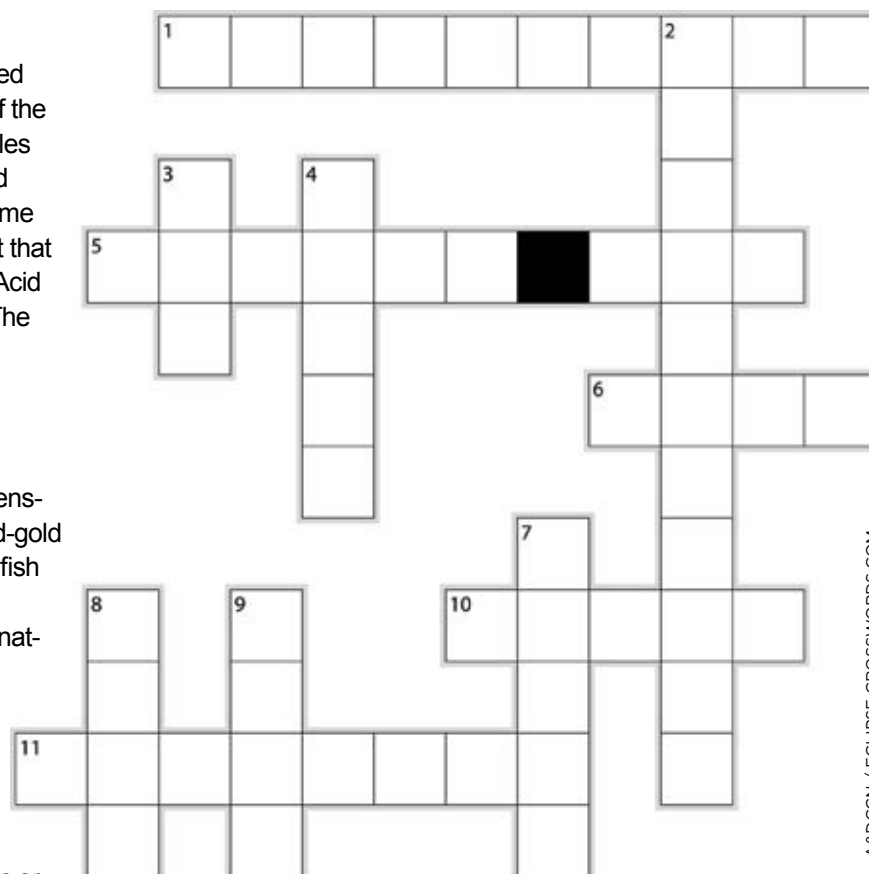 ed
f the
les
d
me
t that
Acid
The
ens-
d-gold
fish
nat-
1 2
3 4
5
6
7
8 9 10
11